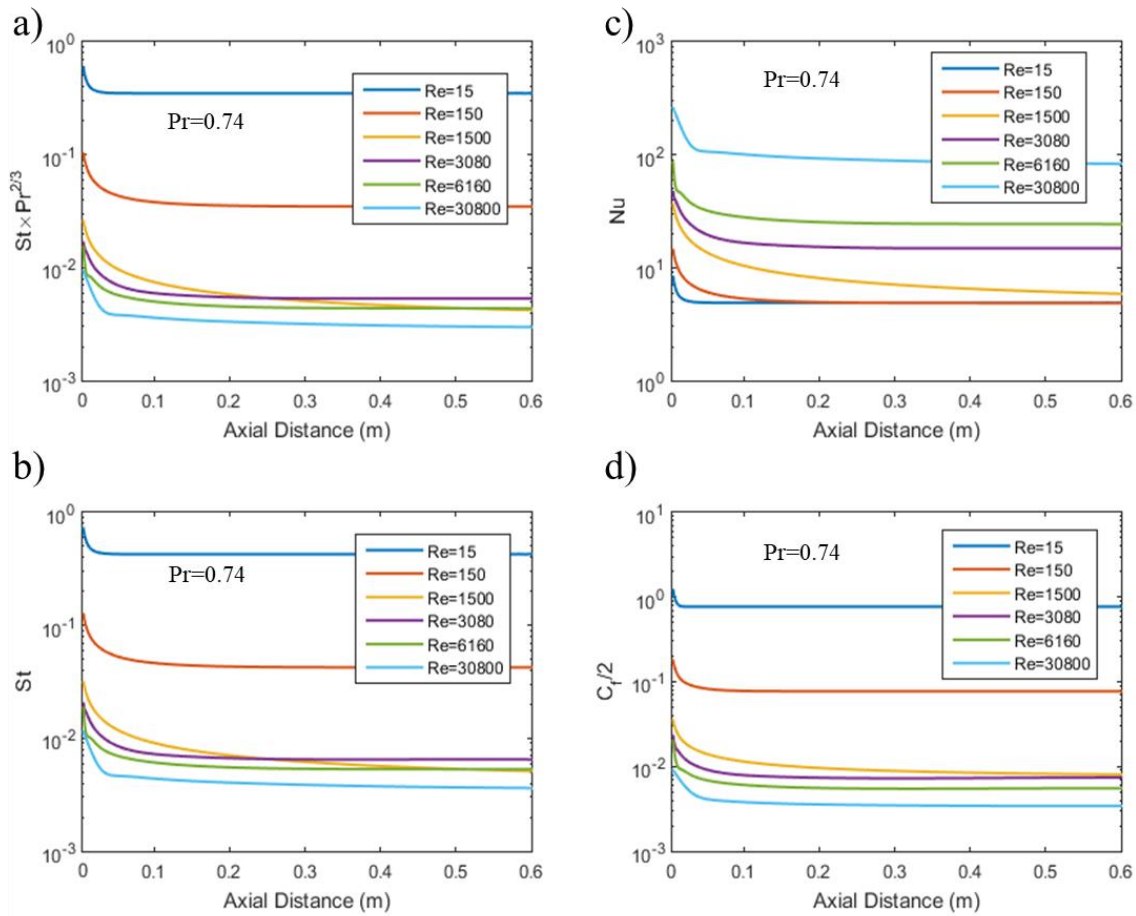 a)
10^0
10^-1
10^-2
10^-3
St × Pr^2/3
Pr=0.74
Re=15
Re=150
Re=1500
Re=3080
Re=6160
Re=30800
0 0.1 0.2 0.3 0.4 0.5 0.6
Axial Distance (m)
c)
10^3
10^2
10^1
10^0
Nu
Pr=0.74
Re=15
Re=150
Re=1500
Re=3080
Re=6160
Re=30800
0 0.1 0.2 0.3 0.4 0.5 0.6
Axial Distance (m)
b)
10^0
10^-1
10^-2
10^-3
St
Pr=0.74
Re=15
Re=150
Re=1500
Re=3080
Re=6160
Re=30800
0 0.1 0.2 0.3 0.4 0.5 0.6
Axial Distance (m)
d)
10^1
10^0
10^-1
10^-2
10^-3
C_f/2
Pr=0.74
Re=15
Re=150
Re=1500
Re=3080
Re=6160
Re=30800
0 0.1 0.2 0.3 0.4 0.5 0.6
Axial Distance (m)